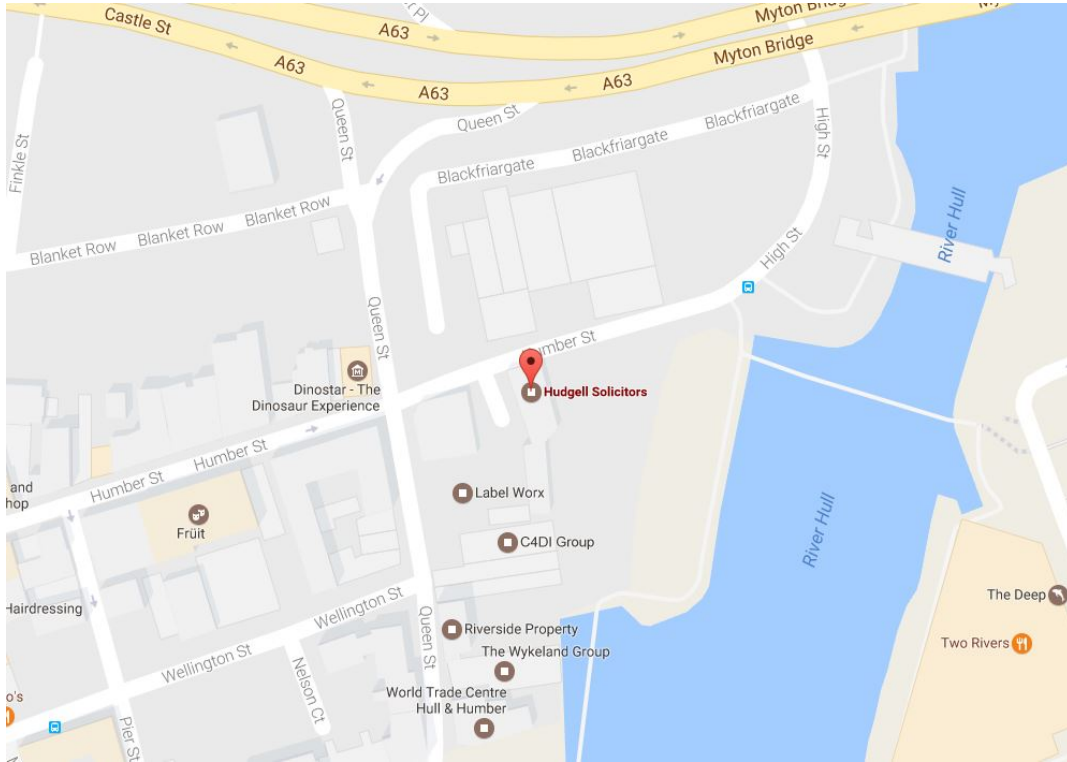 Castle St
A63
A63
A63
A63
Myton Bridge
Myton Bridge
Queen St
Queen St
Finkle St
Blackfriargate
Blackfriargate
Blackfriargate
High St
High St
Blanket Row
Blanket Row
Blanket Row
River Hull
Queen St
Humber St
Dinostar - The
Dinosaur Experience
Hudgell Solicitors
Humber St
Humber St
and
Label Worx
Früit
C4DI Group
River Hull
The Deep
Hairdressing
Wellington St
Wellington St
Queen St
Riverside Property
The Wykeland Group
Two Rivers
Nelson Ct
World Trade Centre
Hull & Humber
Pier St